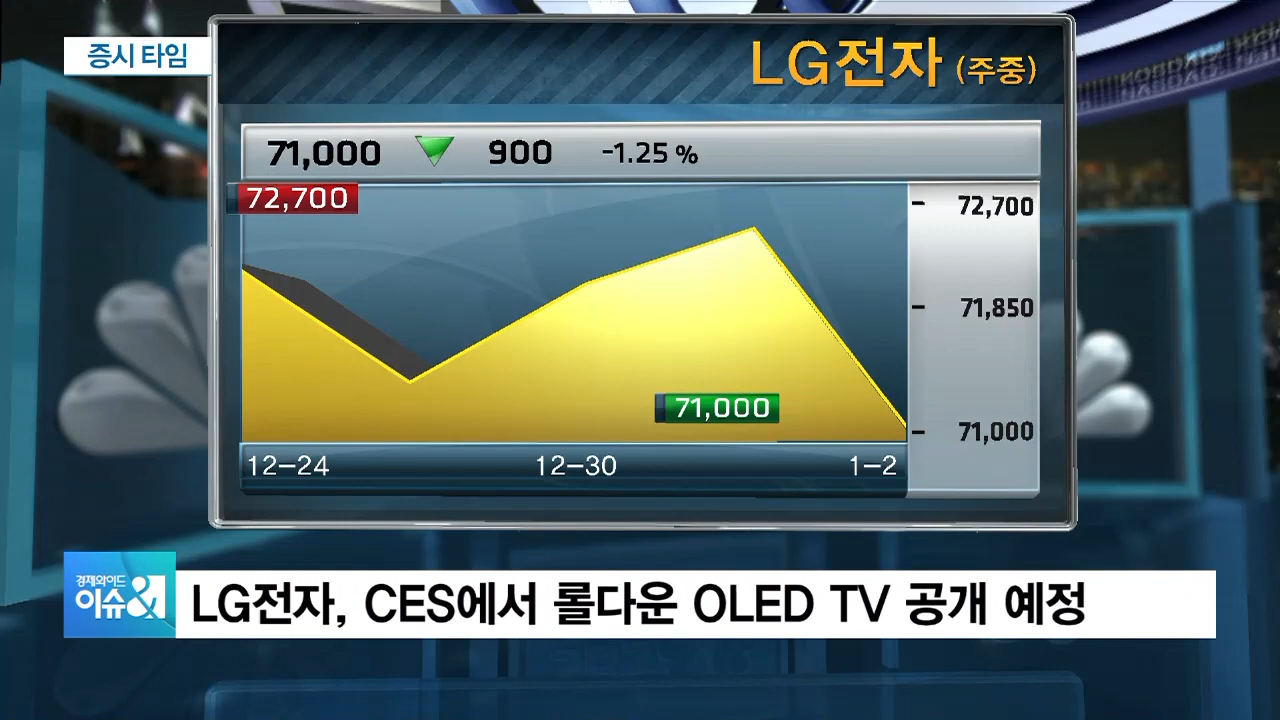 증시 타임
LG전자 (주중)
71,000 ▼ 900 -1.25 %
72,700
72,700
71,850
71,000
71,000
12-24 12-30 1-2
경제와이드
이슈&
LG전자, CES에서 롤다운 OLED TV 공개 예정